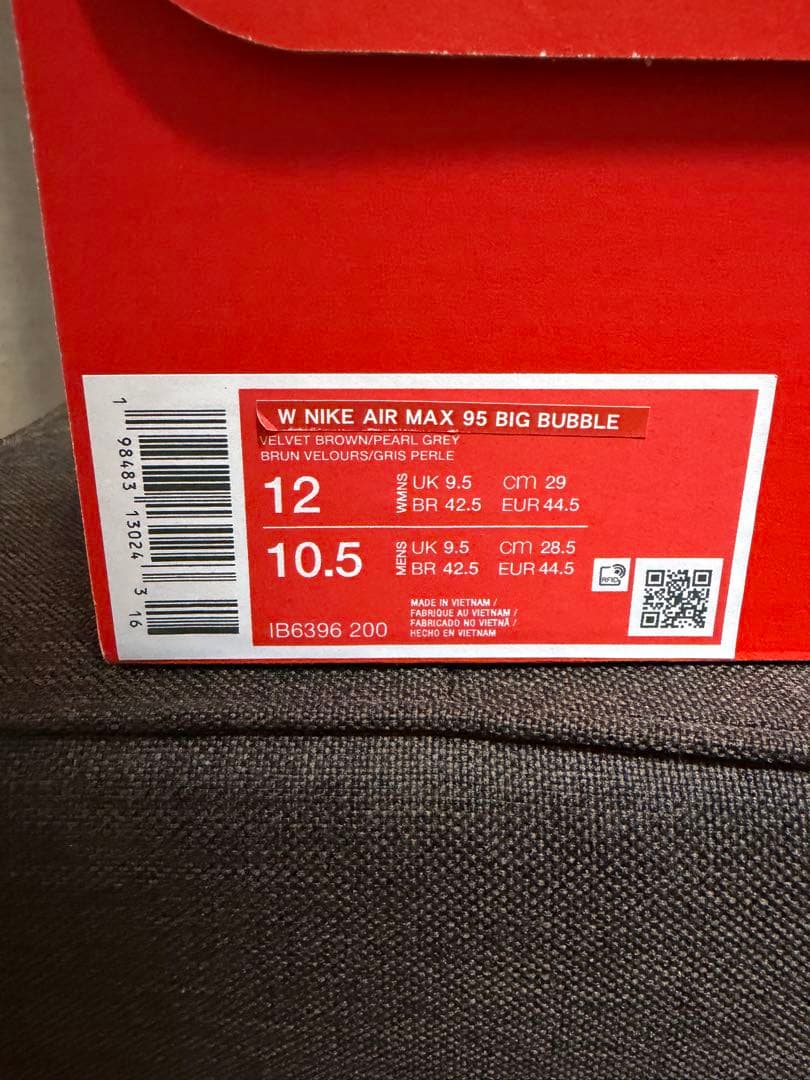 W NIKE AIR MAX 95 BIG BUBBLE
VELVET BROWN/PEARL GREY
BRUN VELOURS/GRIS PERLE
12 WMNS UK 9.5 CM 29
BR 42.5 EUR 44.5
10.5 MENS UK 9.5 CM 28.5
BR 42.5 EUR 44.5
RFID
MADE IN VIETNAM /
FABRIQUE AU VIETNAM /
FABRICADO NO VIETNÃ /
HECHO EN VIETNAM
IB6396 200
1 98483 13024 3 16